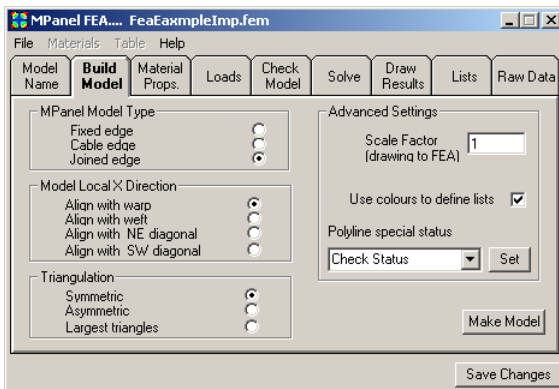 MPanel FEA.... FeaEaxmpleImp.fem
File Materials Table Help
Model Name
Build Model
Material Props.
Loads
Check Model
Solve
Draw Results
Lists
Raw Data
MPanel Model Type
Fixed edge
Cable edge
Joined edge
Model Local X Direction
Align with warp
Align with weft
Align with NE diagonal
Align with SW diagonal
Triangulation
Symmetric
Asymmetric
Largest triangles
Advanced Settings
Scale Factor
(drawing to FEA)
1
Use colours to define lists
Polyline special status
Check Status
Set
Make Model
Save Changes